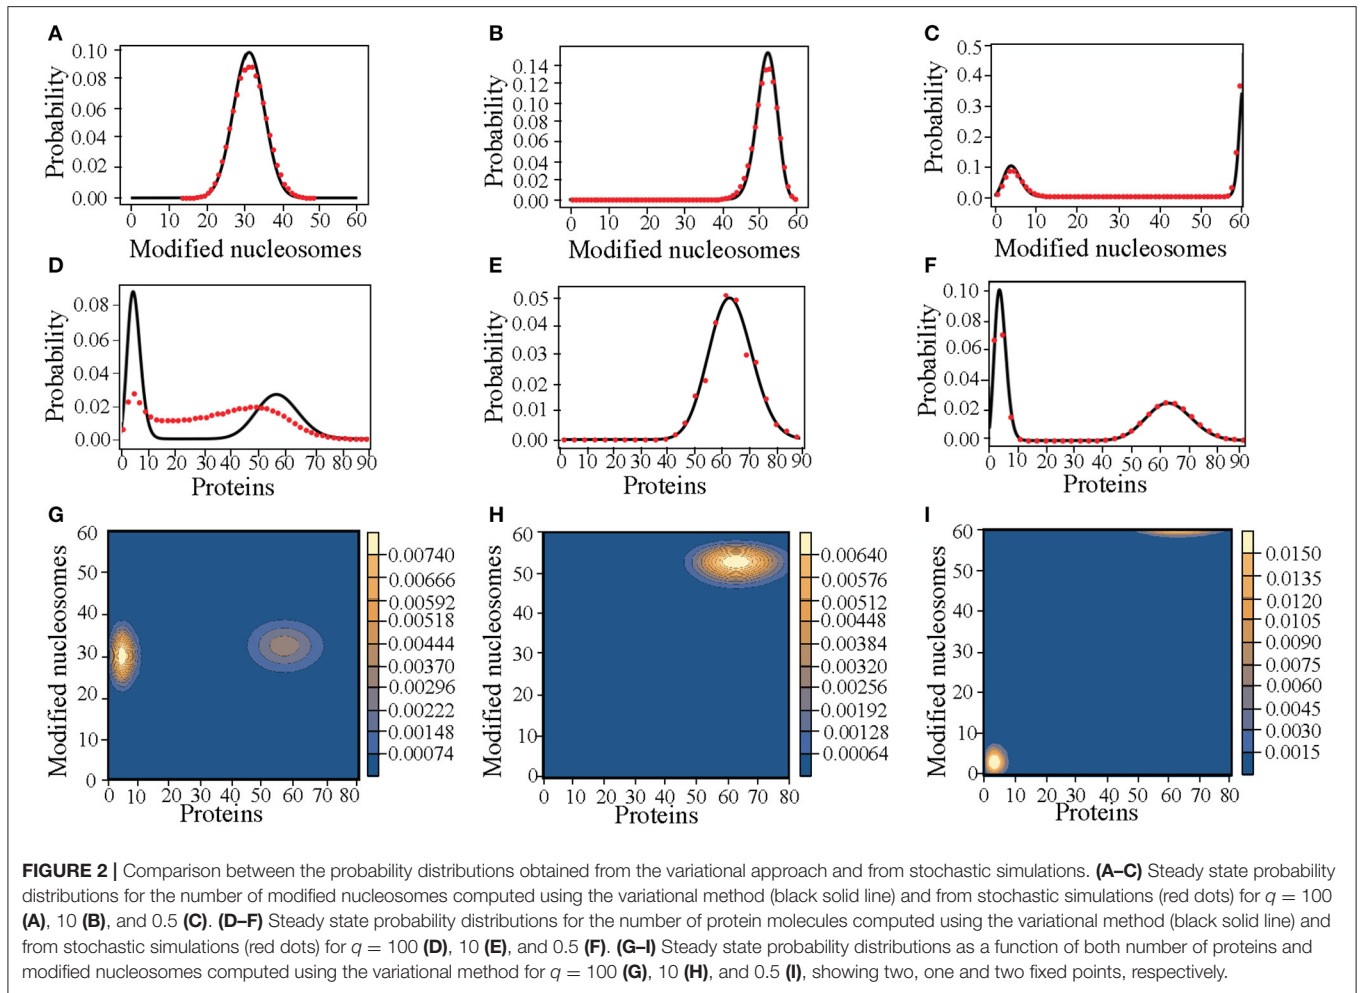 A
0.10
0.08
0.06
0.04
0.02
0.00
Probability
0 10 20 30 40 50 60
Modified nucleosomes
B
0.14
0.12
0.10
0.08
0.06
0.04
0.02
0.00
Probability
0 10 20 30 40 50 60
Modified nucleosomes
C
0.5
0.4
0.3
0.2
0.1
0.0
Probability
0 10 20 30 40 50 60
Modified nucleosomes
D
0.08
0.06
0.04
0.02
0.00
Probability
0 10 20 30 40 50 60 70 80 90
Proteins
E
0.05
0.04
0.03
0.02
0.01
0.00
Probability
0 10 20 30 40 50 60 70 80 90
Proteins
F
0.10
0.08
0.06
0.04
0.02
0.00
Probability
0 10 20 30 40 50 60 70 80 90
Proteins
G
60
50
40
30
20
10
0
Modified nucleosomes
0 10 20 30 40 50 60 70 80
Proteins
0.00740
0.00666
0.00592
0.00518
0.00444
0.00370
0.00296
0.00222
0.00148
0.00074
H
60
50
40
30
20
10
0
Modified nucleosomes
0 10 20 30 40 50 60 70 80
Proteins
0.00640
0.00576
0.00512
0.00448
0.00384
0.00320
0.00256
0.00192
0.00128
0.00064
I
60
50
40
30
20
10
0
Modified nucleosomes
0 10 20 30 40 50 60 70 80
Proteins
0.0150
0.0135
0.0120
0.0105
0.0090
0.0075
0.0060
0.0045
0.0030
0.0015
FIGURE 2 | Comparison between the probability distributions obtained from the variational approach and from stochastic simulations. (A–C) Steady state probability
distributions for the number of modified nucleosomes computed using the variational method (black solid line) and from stochastic simulations (red dots) for q = 100
(A), 10 (B), and 0.5 (C). (D–F) Steady state probability distributions for the number of protein molecules computed using the variational method (black solid line) and
from stochastic simulations (red dots) for q = 100 (D), 10 (E), and 0.5 (F). (G–I) Steady state probability distributions as a function of both number of proteins and
modified nucleosomes computed using the variational method for q = 100 (G), 10 (H), and 0.5 (I), showing two, one and two fixed points, respectively.